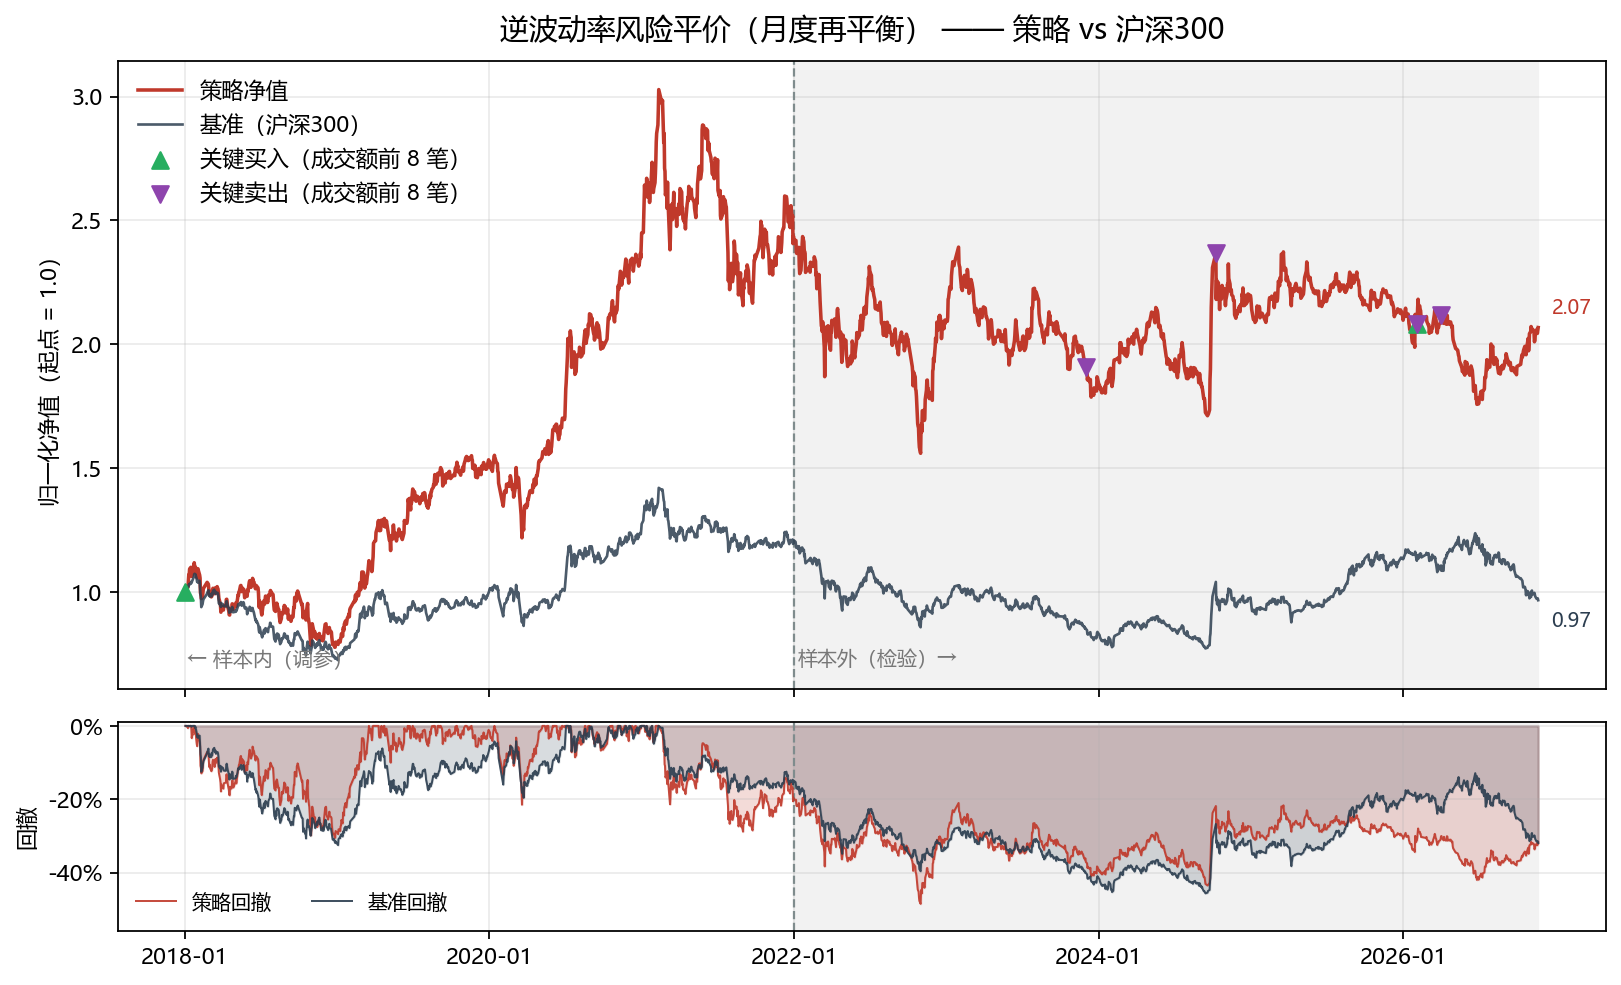 逆波动率风险平价（月度再平衡） —— 策略 vs 沪深300
策略净值
基准（沪深300）
关键买入（成交额前 8 笔）
关键卖出（成交额前 8 笔）
归一化净值（起点 = 1.0）
3.0
2.5
2.0
1.5
1.0
2.07
0.97
← 样本内（调参）
样本外（检验）→
回撤
0%
-20%
-40%
策略回撤
基准回撤
2018-01
2020-01
2022-01
2024-01
2026-01